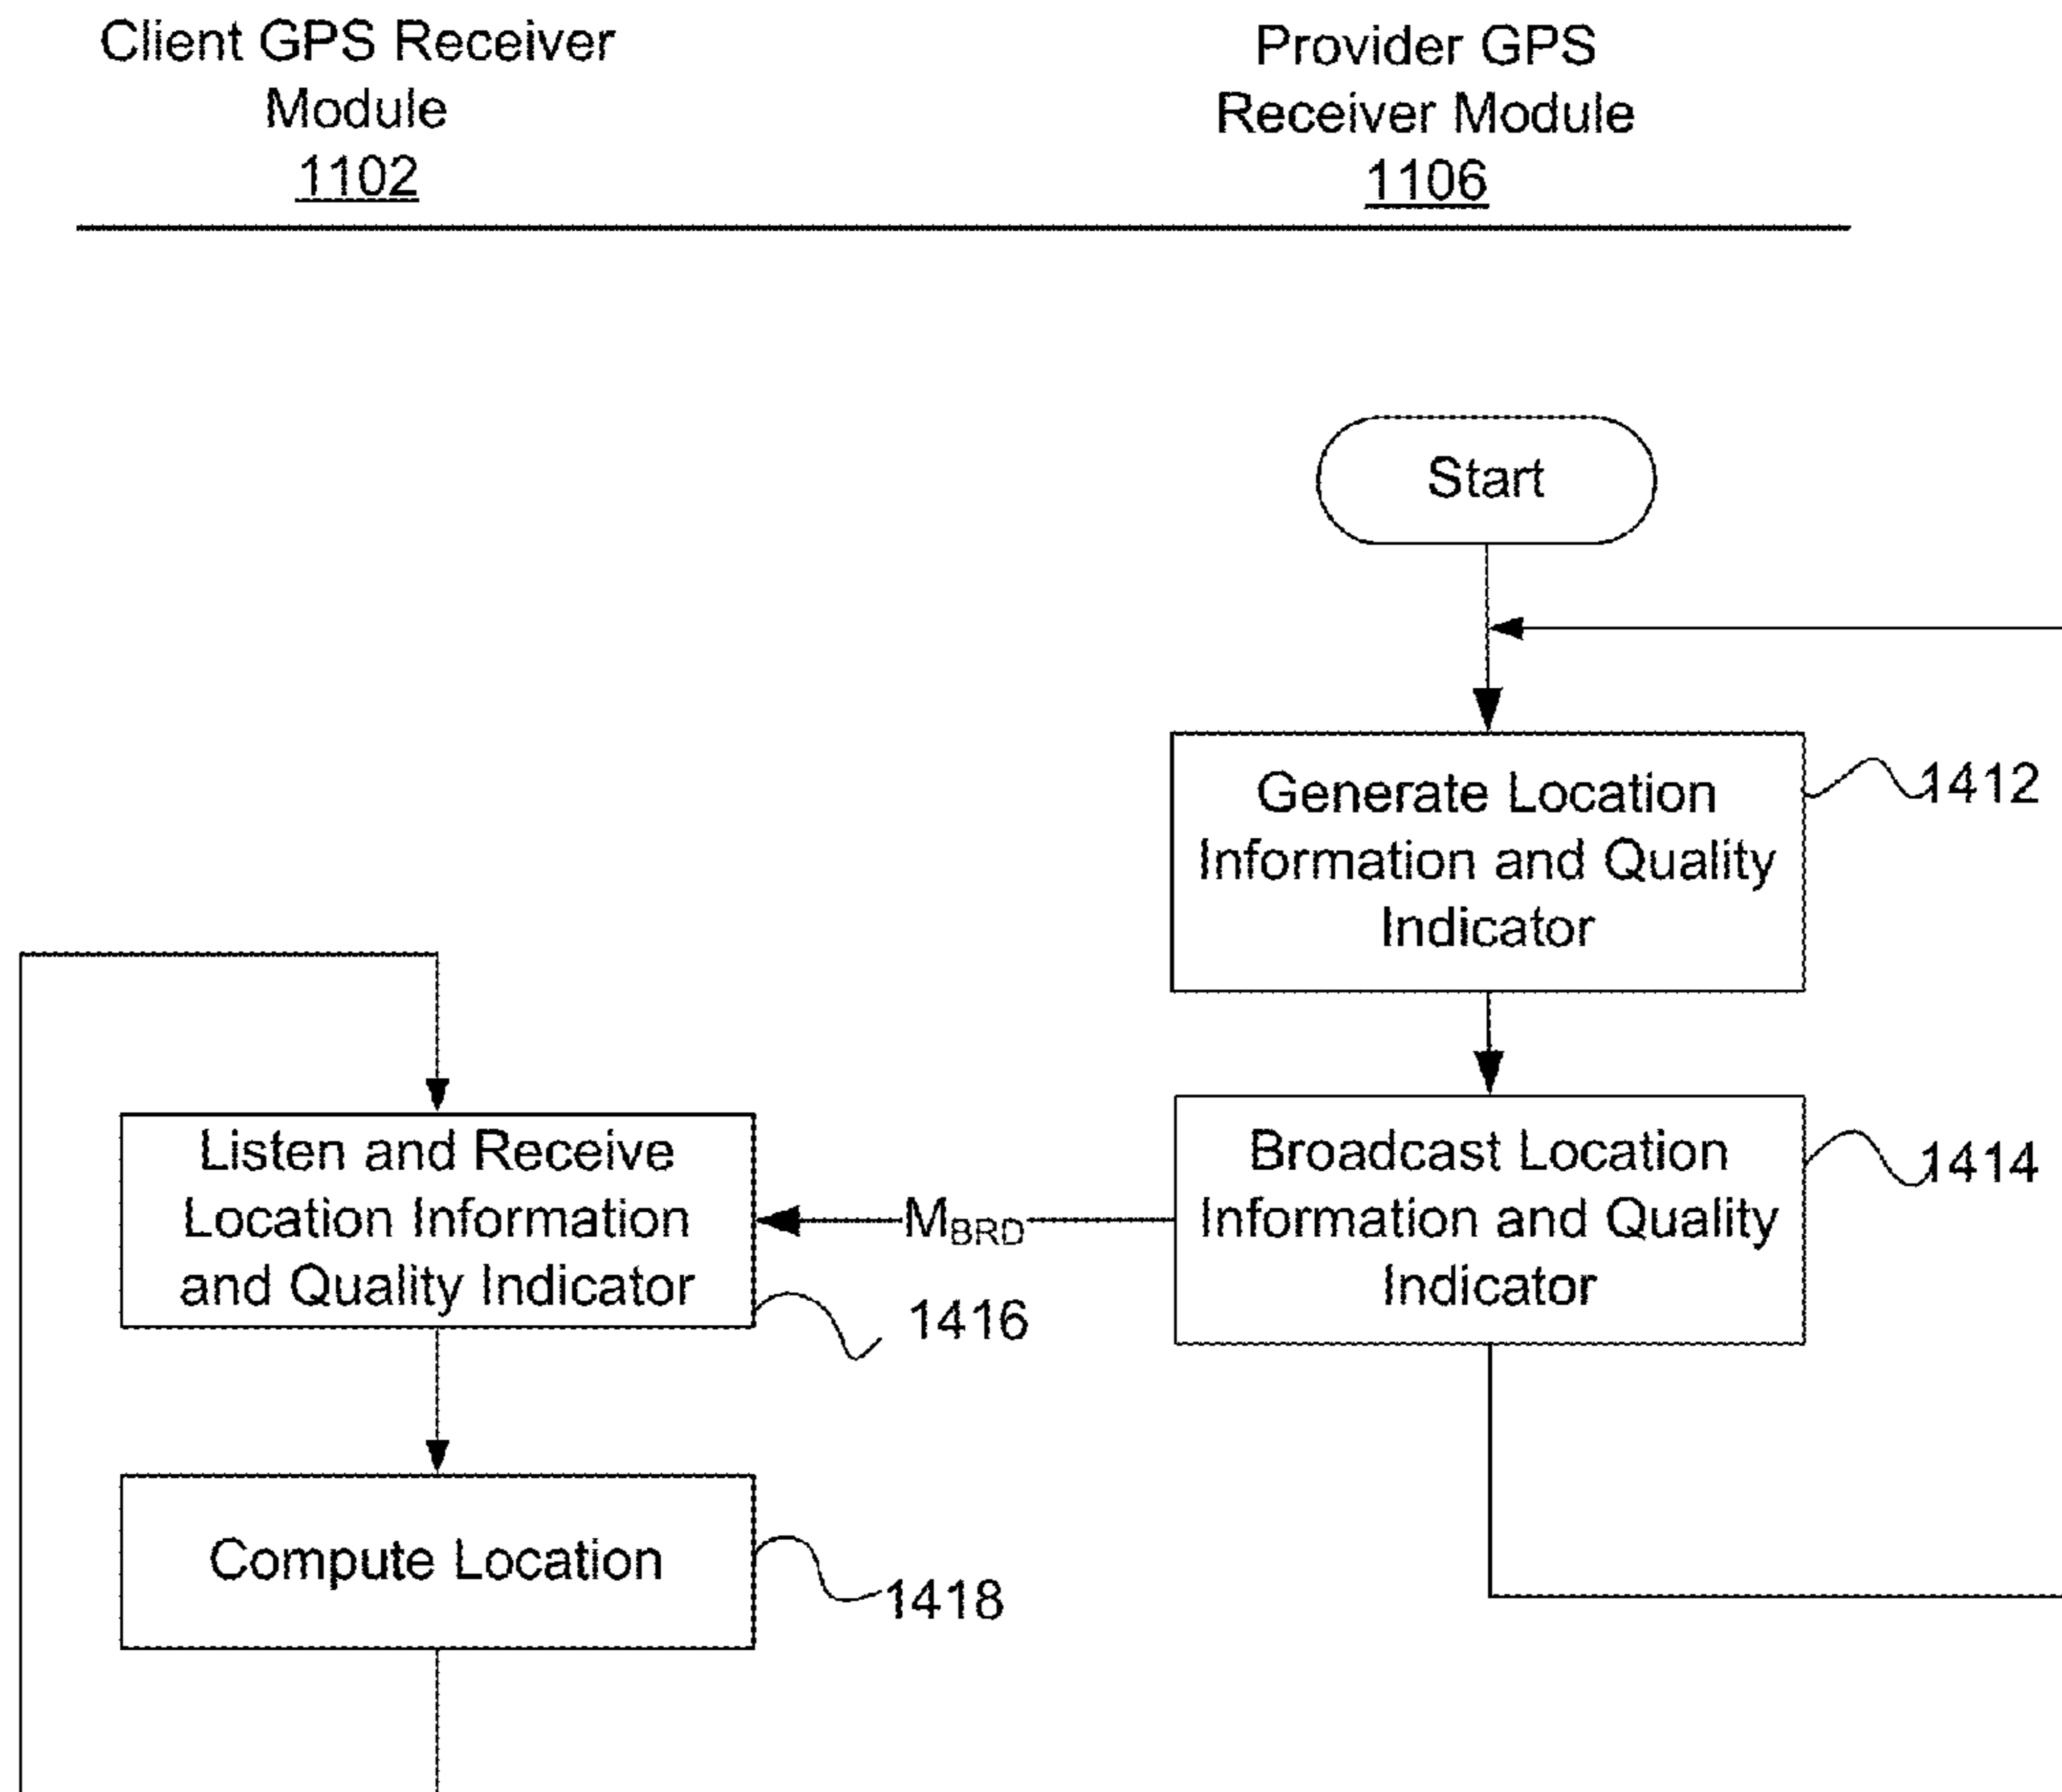 Client GPS Receiver
Module
1102
Provider GPS
Receiver Module
1106
Start
Generate Location
Information and Quality
Indicator
1412
Listen and Receive
Location Information
and Quality Indicator
1416
MBRD
Broadcast Location
Information and Quality
Indicator
1414
Compute Location
1418